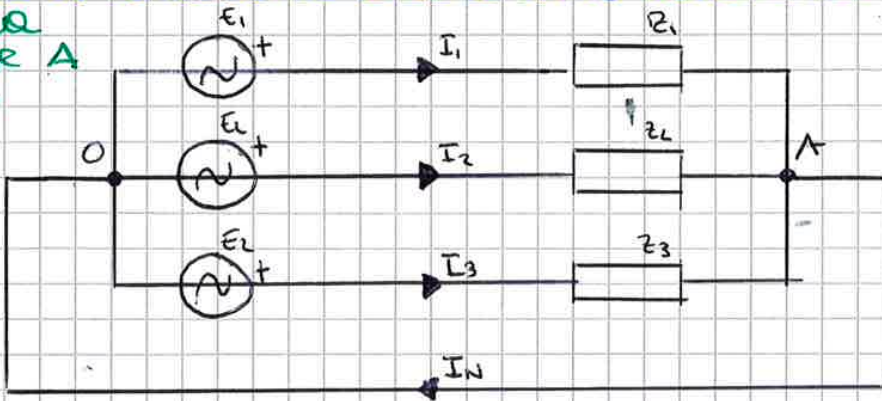 E1
A
+
I1
Z1
E2
O
+
I2
Z2
A
E2
+
I3
Z3
IN